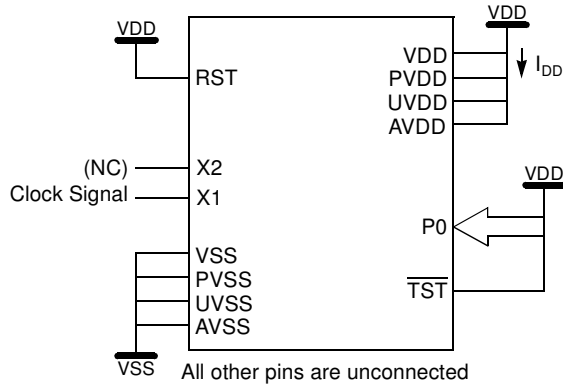 VDD
VDD
VDD
RST
PVDD
UVDD
AVDD
I_DD
(NC)
X2
Clock Signal
X1
VDD
P0
VSS
PVSS
UVSS
AVSS
TST
VSS
All other pins are unconnected